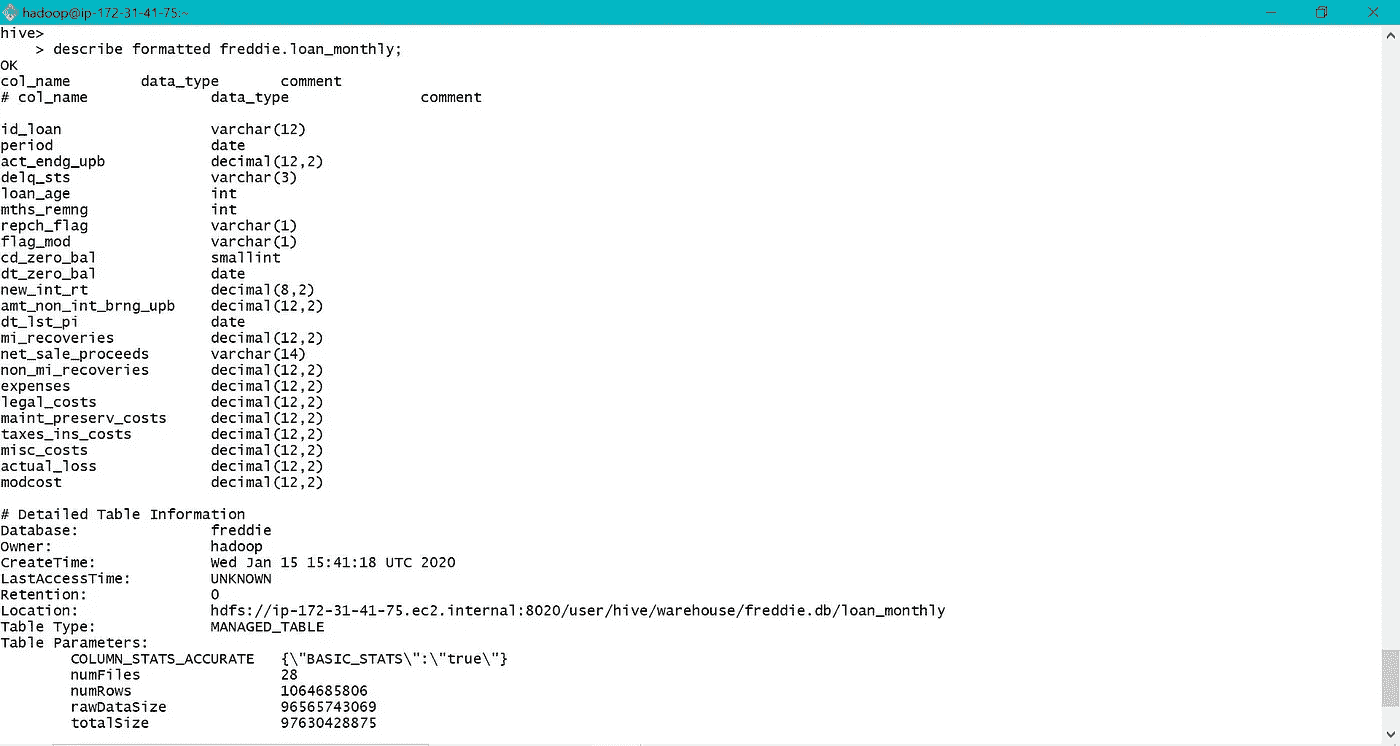 hadoop@ip-172-31-41-75:~
hive>
    > describe formatted freddie.loan_monthly;
OK
col_name        data_type       comment
# col_name              data_type               comment
id_loan                 varchar(12)
period                  date
act_endg_upb            decimal(12,2)
delq_sts                varchar(3)
loan_age                int
mths_remng              int
repch_flag              varchar(1)
flag_mod                varchar(1)
cd_zero_bal             smallint
dt_zero_bal             date
new_int_rt              decimal(8,2)
amt_non_int_brng_upb    decimal(12,2)
dt_lst_pi               date
mi_recoveries           decimal(12,2)
net_sale_proceeds       varchar(14)
non_mi_recoveries       decimal(12,2)
expenses                decimal(12,2)
legal_costs             decimal(12,2)
maint_preserv_costs     decimal(12,2)
taxes_ins_costs         decimal(12,2)
misc_costs              decimal(12,2)
actual_loss             decimal(12,2)
modcost                 decimal(12,2)
# Detailed Table Information
Database:               freddie
Owner:                  hadoop
CreateTime:             Wed Jan 15 15:41:18 UTC 2020
LastAccessTime:         UNKNOWN
Retention:              0
Location:               hdfs://ip-172-31-41-75.ec2.internal:8020/user/hive/warehouse/freddie.db/loan_monthly
Table Type:             MANAGED_TABLE
Table Parameters:
        COLUMN_STATS_ACCURATE   {\"BASIC_STATS\":\"true\"}
        numFiles                28
        numRows                 1064685806
        rawDataSize             96565743069
        totalSize               97630428875